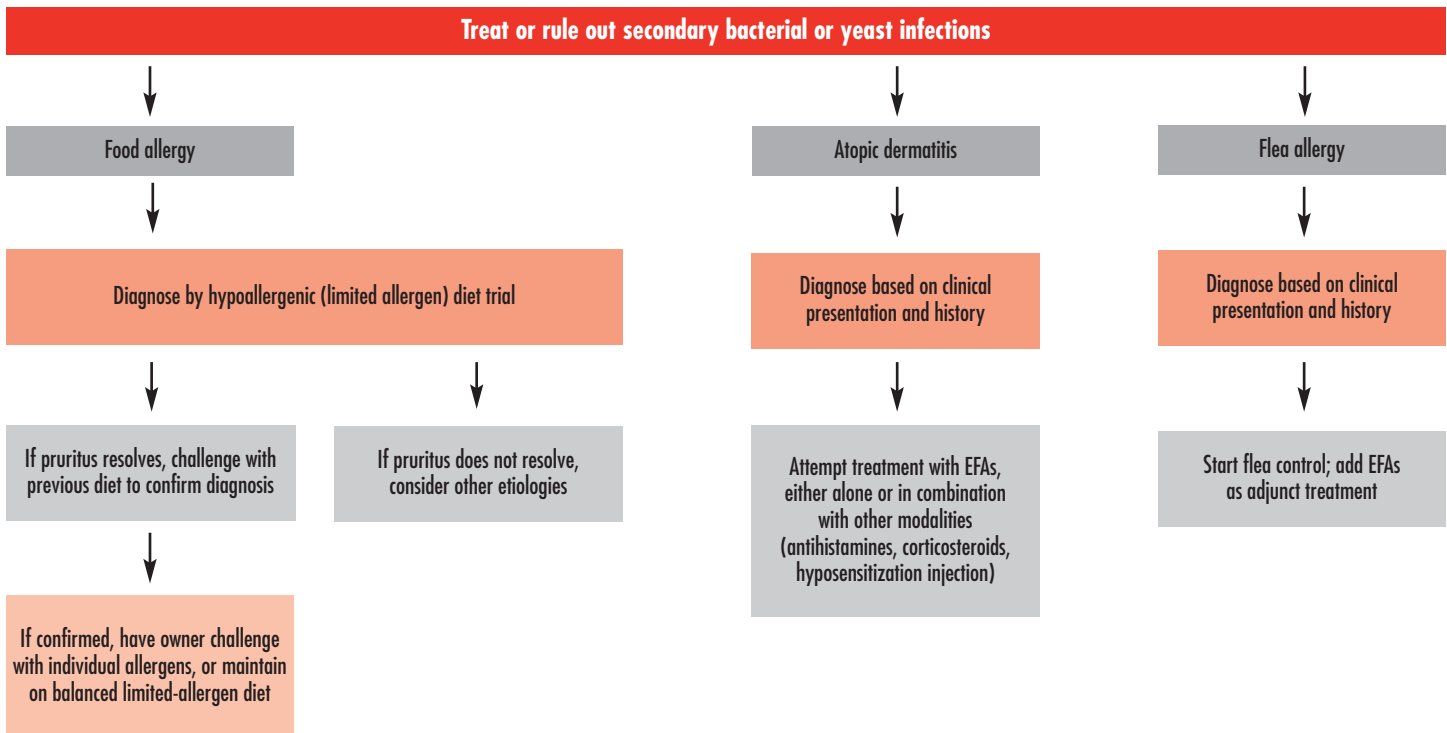 Treat or rule out secondary bacterial or yeast infections
Food allergy
Atopic dermatitis
Flea allergy
Diagnose by hypoallergenic (limited allergen) diet trial
Diagnose based on clinical
presentation and history
Diagnose based on clinical
presentation and history
If pruritus resolves, challenge with
previous diet to confirm diagnosis
If pruritus does not resolve,
consider other etiologies
Attempt treatment with EFAs,
either alone or in combination
with other modalities
(antihistamines, corticosteroids,
hyposensitization injection)
Start flea control; add EFAs
as adjunct treatment
If confirmed, have owner challenge
with individual allergens, or maintain
on balanced limited-allergen diet